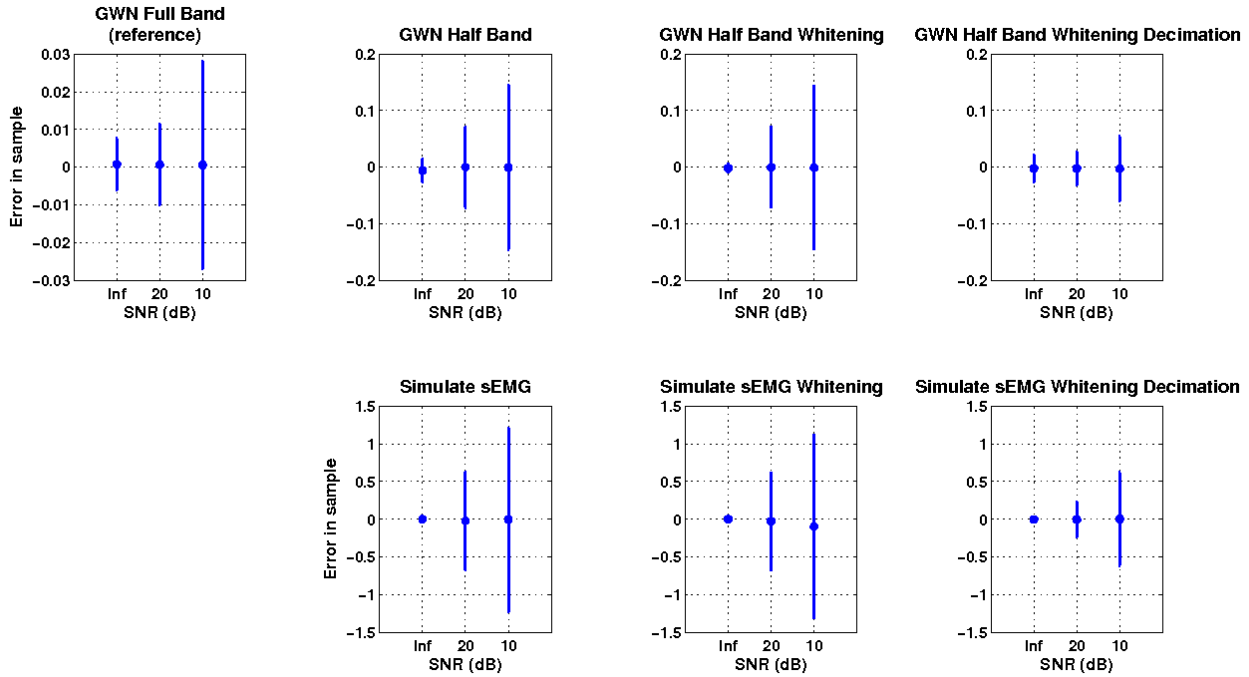 GWN Full Band
(reference)
GWN Half Band
GWN Half Band Whitening
GWN Half Band Whitening Decimation
0.03
0.02
0.01
0
−0.01
−0.02
−0.03
Error in sample
Inf 20 10
SNR (dB)
0.2
0.1
0
−0.1
−0.2
Inf 20 10
SNR (dB)
0.2
0.1
0
−0.1
−0.2
Inf 20 10
SNR (dB)
0.2
0.1
0
−0.1
−0.2
Inf 20 10
SNR (dB)
Simulate sEMG
Simulate sEMG Whitening
Simulate sEMG Whitening Decimation
1.5
1
0.5
0
−0.5
−1
−1.5
Error in sample
Inf 20 10
SNR (dB)
1.5
1
0.5
0
−0.5
−1
−1.5
Inf 20 10
SNR (dB)
1.5
1
0.5
0
−0.5
−1
−1.5
Inf 20 10
SNR (dB)